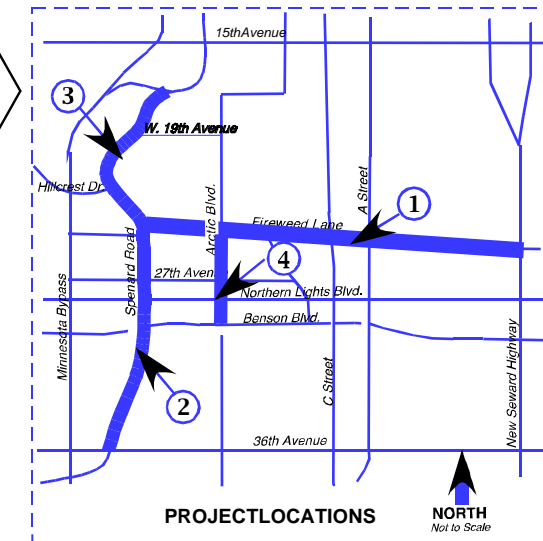 15thAvenue
3
W. 19th Avenue
Hillcrest Dr.
A Street
1
Arctic Blvd.
Fireweed Lane
Spenard Road
4
27th Aven
Northern Lights Blvd.
Minnesota Bypass
Benson Blvd.
New Seward Highway
C Street
2
36th Avenue
PROJECTLOCATIONS
NORTH
Not to Scale